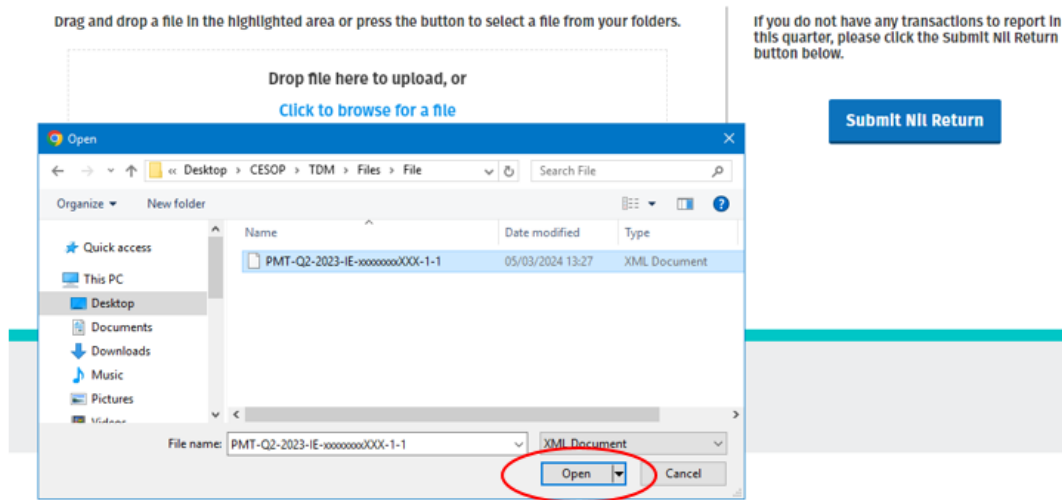 Drag and drop a file in the highlighted area or press the button to select a file from your folders.
Drop file here to upload, or
Click to browse for a file
If you do not have any transactions to report in
this quarter, please click the Submit Nil Return
button below.
Submit Nil Return
Open
« Desktop › CESOP › TDM › Files › File
Search File
Organize
New folder
Quick access
This PC
Desktop
Documents
Downloads
Music
Pictures
Videos
Name
Date modified
Type
PMT-Q2-2023-IE-xxxxxxxxXXX-1-1
05/03/2024 13:27
XML Document
File name:
PMT-Q2-2023-IE-xxxxxxxxXXX-1-1
XML Document
Open
Cancel